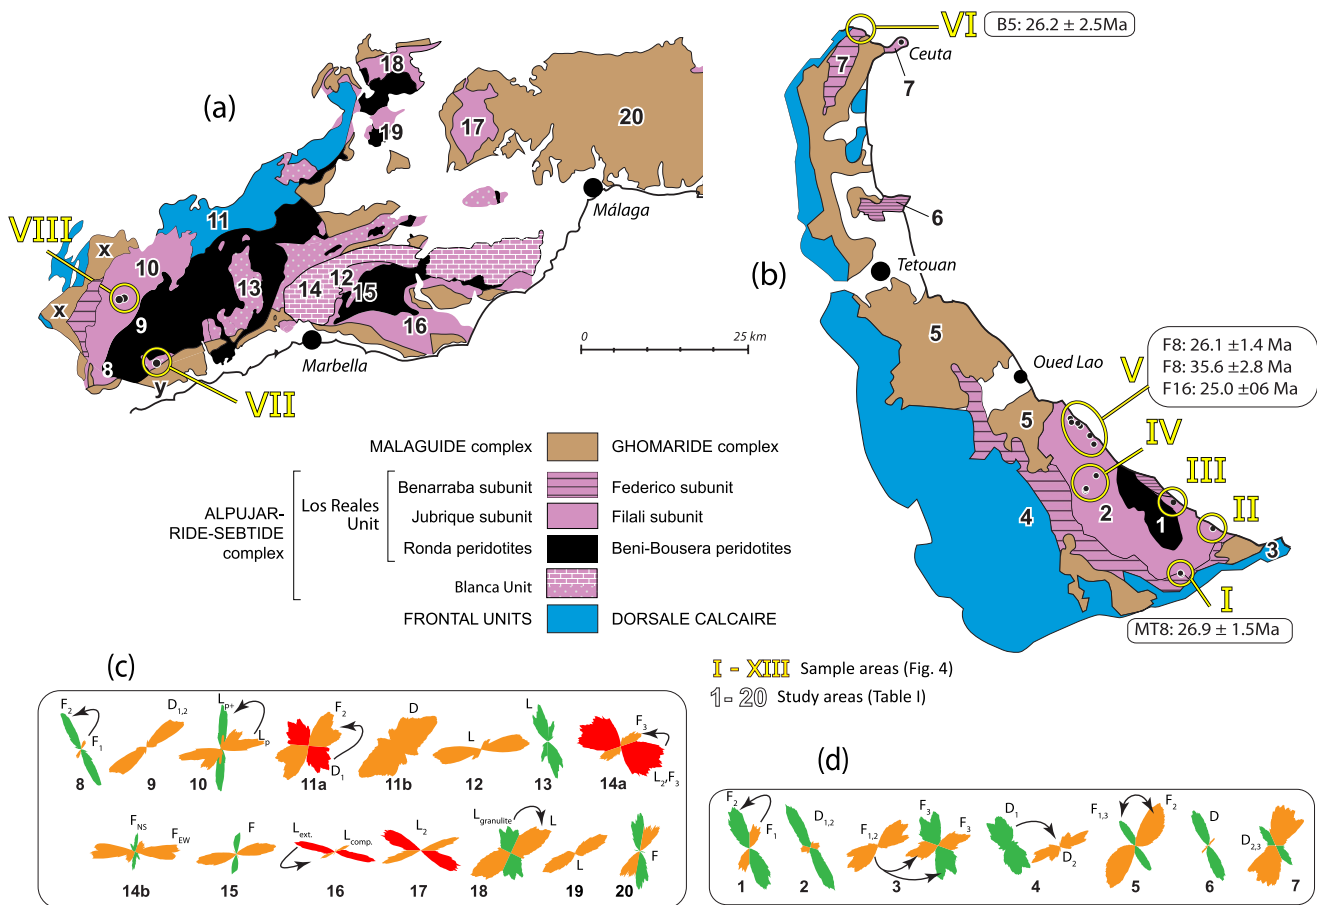 (a)
18
19
17
20
Málaga
11
VIII
x
10
x
13
12
14
15
16
9
8
y
VII
Marbella
0 25 km
VI
B5: 26.2 ± 2.5Ma
7
Ceuta
7
6
(b)
Tetouan
5
Oued Lao
F8: 26.1 ±1.4 Ma
F8: 35.6 ±2.8 Ma
F16: 25.0 ±06 Ma
V
5
IV
III
II
4
2
1
3
I
MT8: 26.9 ± 1.5Ma
MALAGUIDE complex GHOMARIDE complex
Benarraba subunit Federico subunit
Los Reales
Unit
Jubrique subunit Filali subunit
ALPUJAR-
RIDE-SEBTIDE
complex
Ronda peridotites Beni-Bousera peridotites
Blanca Unit
FRONTAL UNITS DORSALE CALCAIRE
I - XIII Sample areas (Fig. 4)
1- 20 Study areas (Table I)
(c)
F2 F1 D1,2 Lp+ Lp F2 D1 D L L F3 L2,F3
8 9 10 11a 11b 12 13 14a
FNS FEW F Lext. Lcomp. L2 Lgranulite L L F
14b 15 16 17 18 19 20
(d)
F2 F1 D1,2 F1,2 F3 F3 D1 D2 F1,3 F2 D D2,3
1 2 3 4 5 6 7